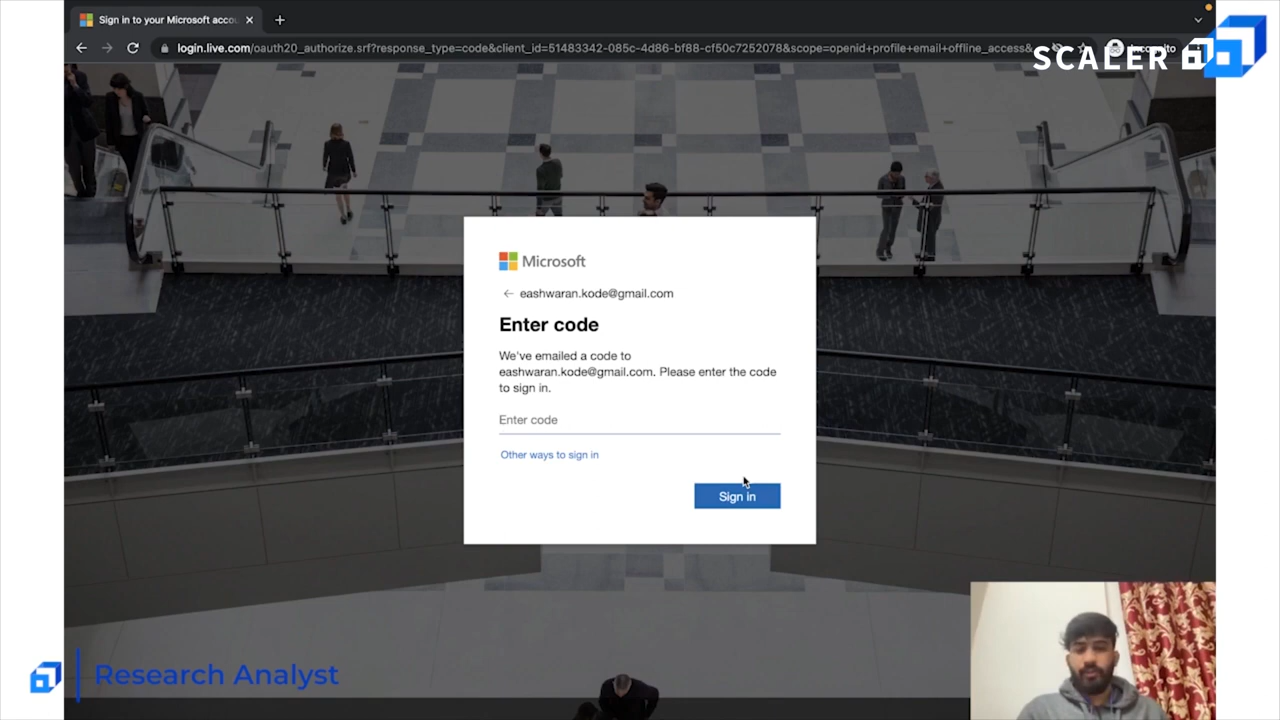 Sign in to your Microsoft accou
login.live.com/oauth20_authorize.srf?response_type=code&client_id=51483342-085c-4d86-bf88-cf50c7252078&scope=openid+profile+email+offline_access&
Incognito
SCALER
Microsoft
eashwaran.kode@gmail.com
Enter code
We've emailed a code to
eashwaran.kode@gmail.com. Please enter the code
to sign in.
Enter code
Other ways to sign in
Sign in
Research Analyst